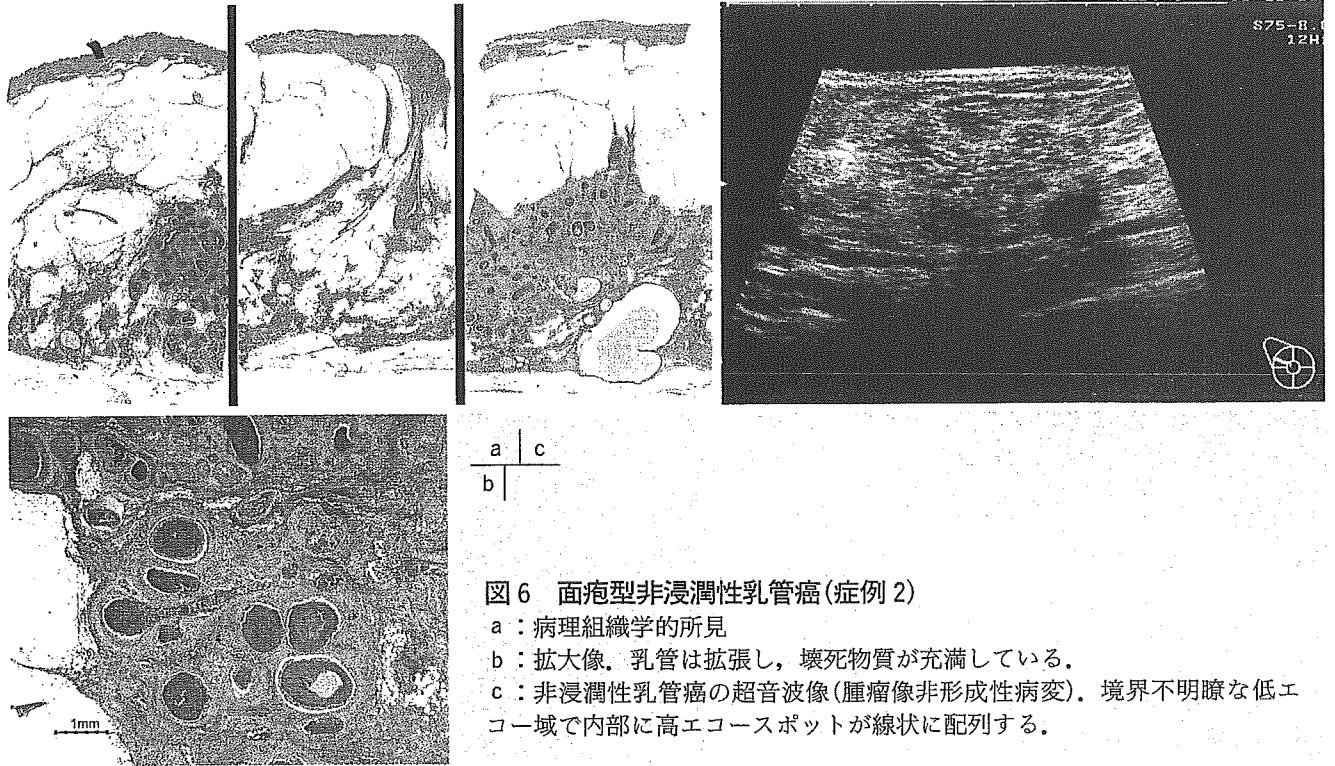 S75-8.
12H
a c
b
1mm
図6 面疱型非浸潤性乳管癌(症例2)
a：病理組織学的所見
b：拡大像．乳管は拡張し，壊死物質が充満している．
c：非浸潤性乳管癌の超音波像(腫瘤像非形成性病変)．境界不明瞭な低エ
コー域で内部に高エコースポットが線状に配列する．